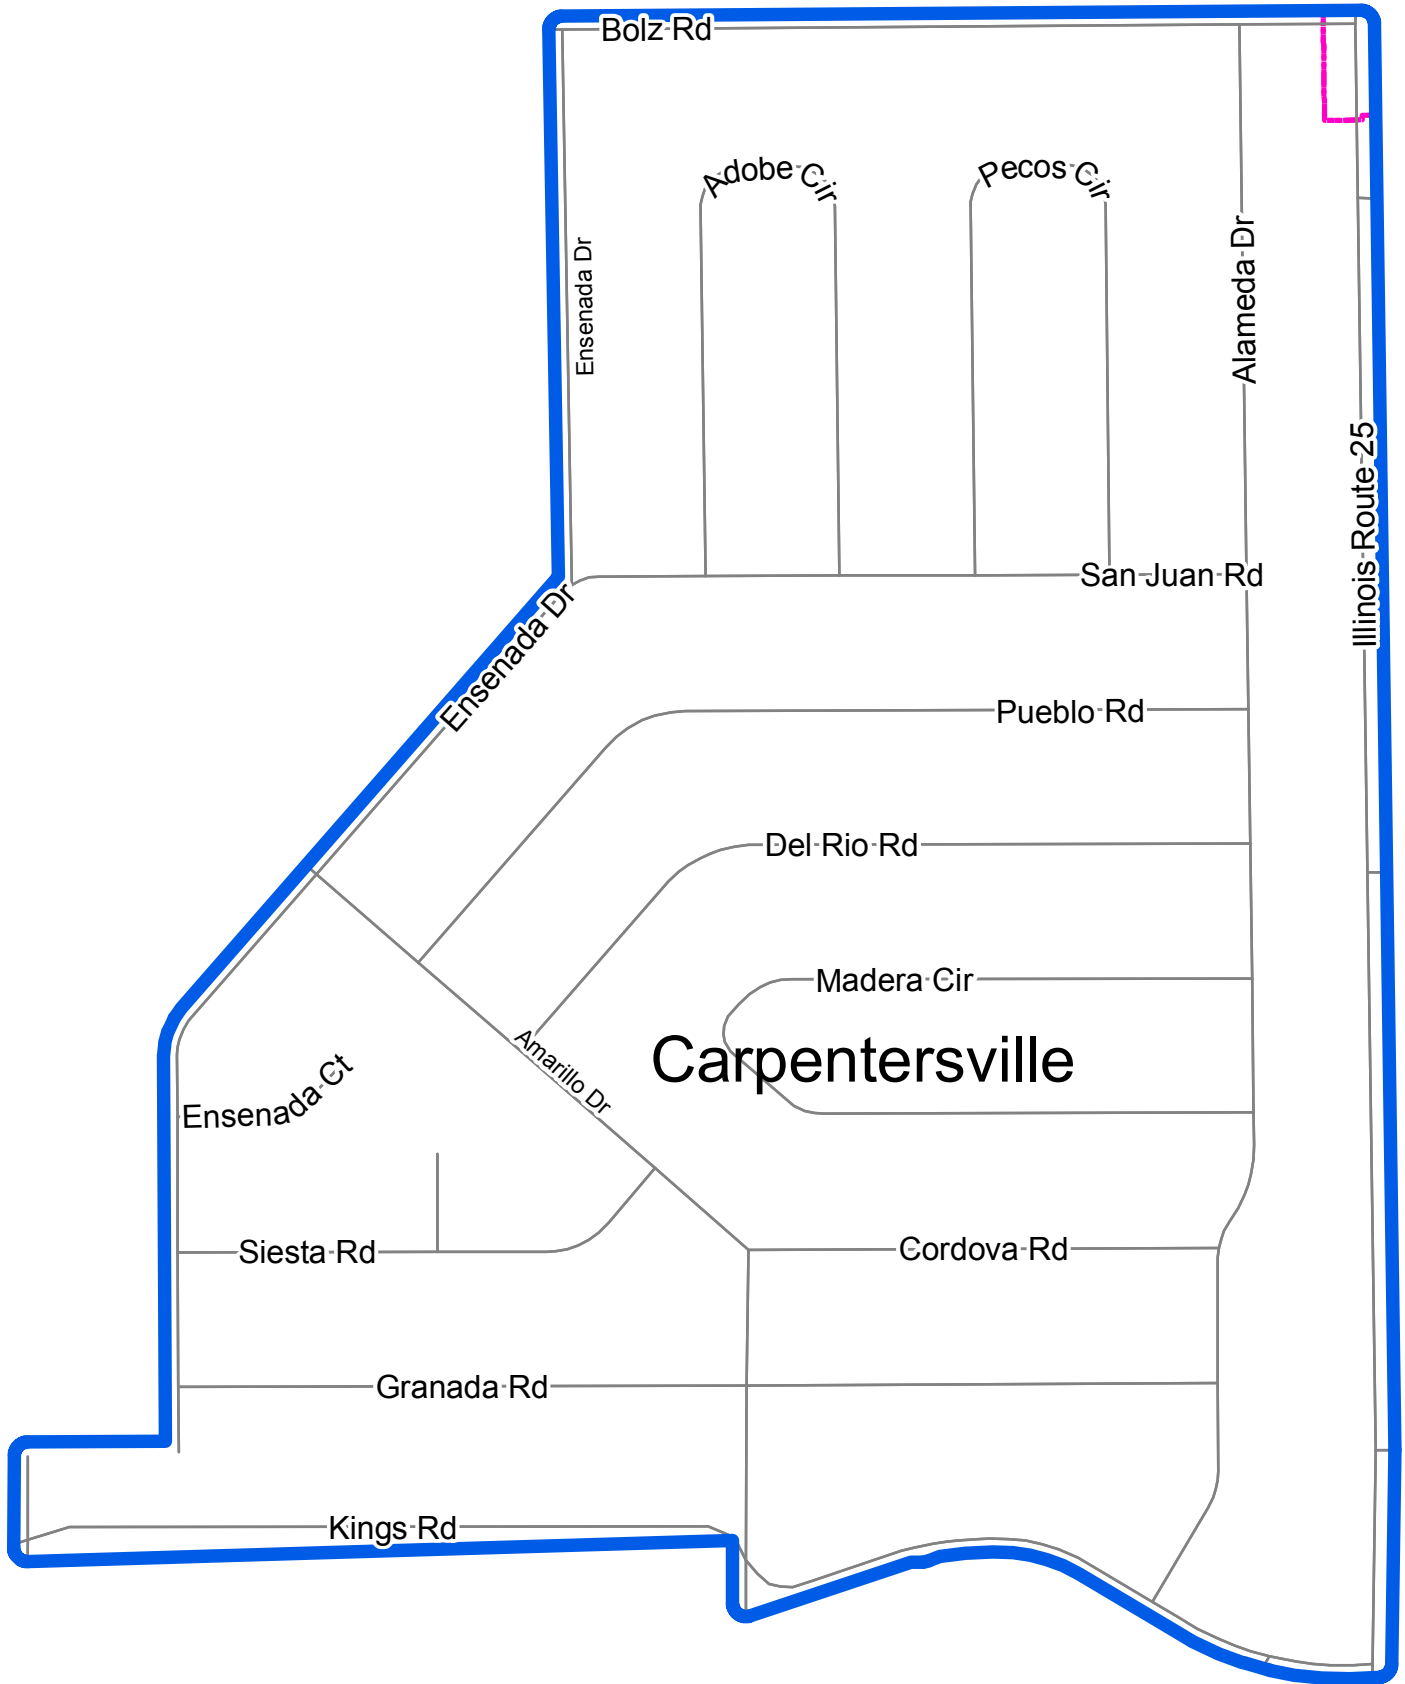 Bolz Rd
Adobe Cir
Pecos Cir
Ensenada Dr
Alameda Dr
Illinois Route 25
San Juan Rd
Ensenada Dr
Pueblo Rd
Del Rio Rd
Madera Cir
Carpentersville
Amarillo Dr
Ensenada Ct
Siesta Rd
Cordova Rd
Granada Rd
Kings Rd